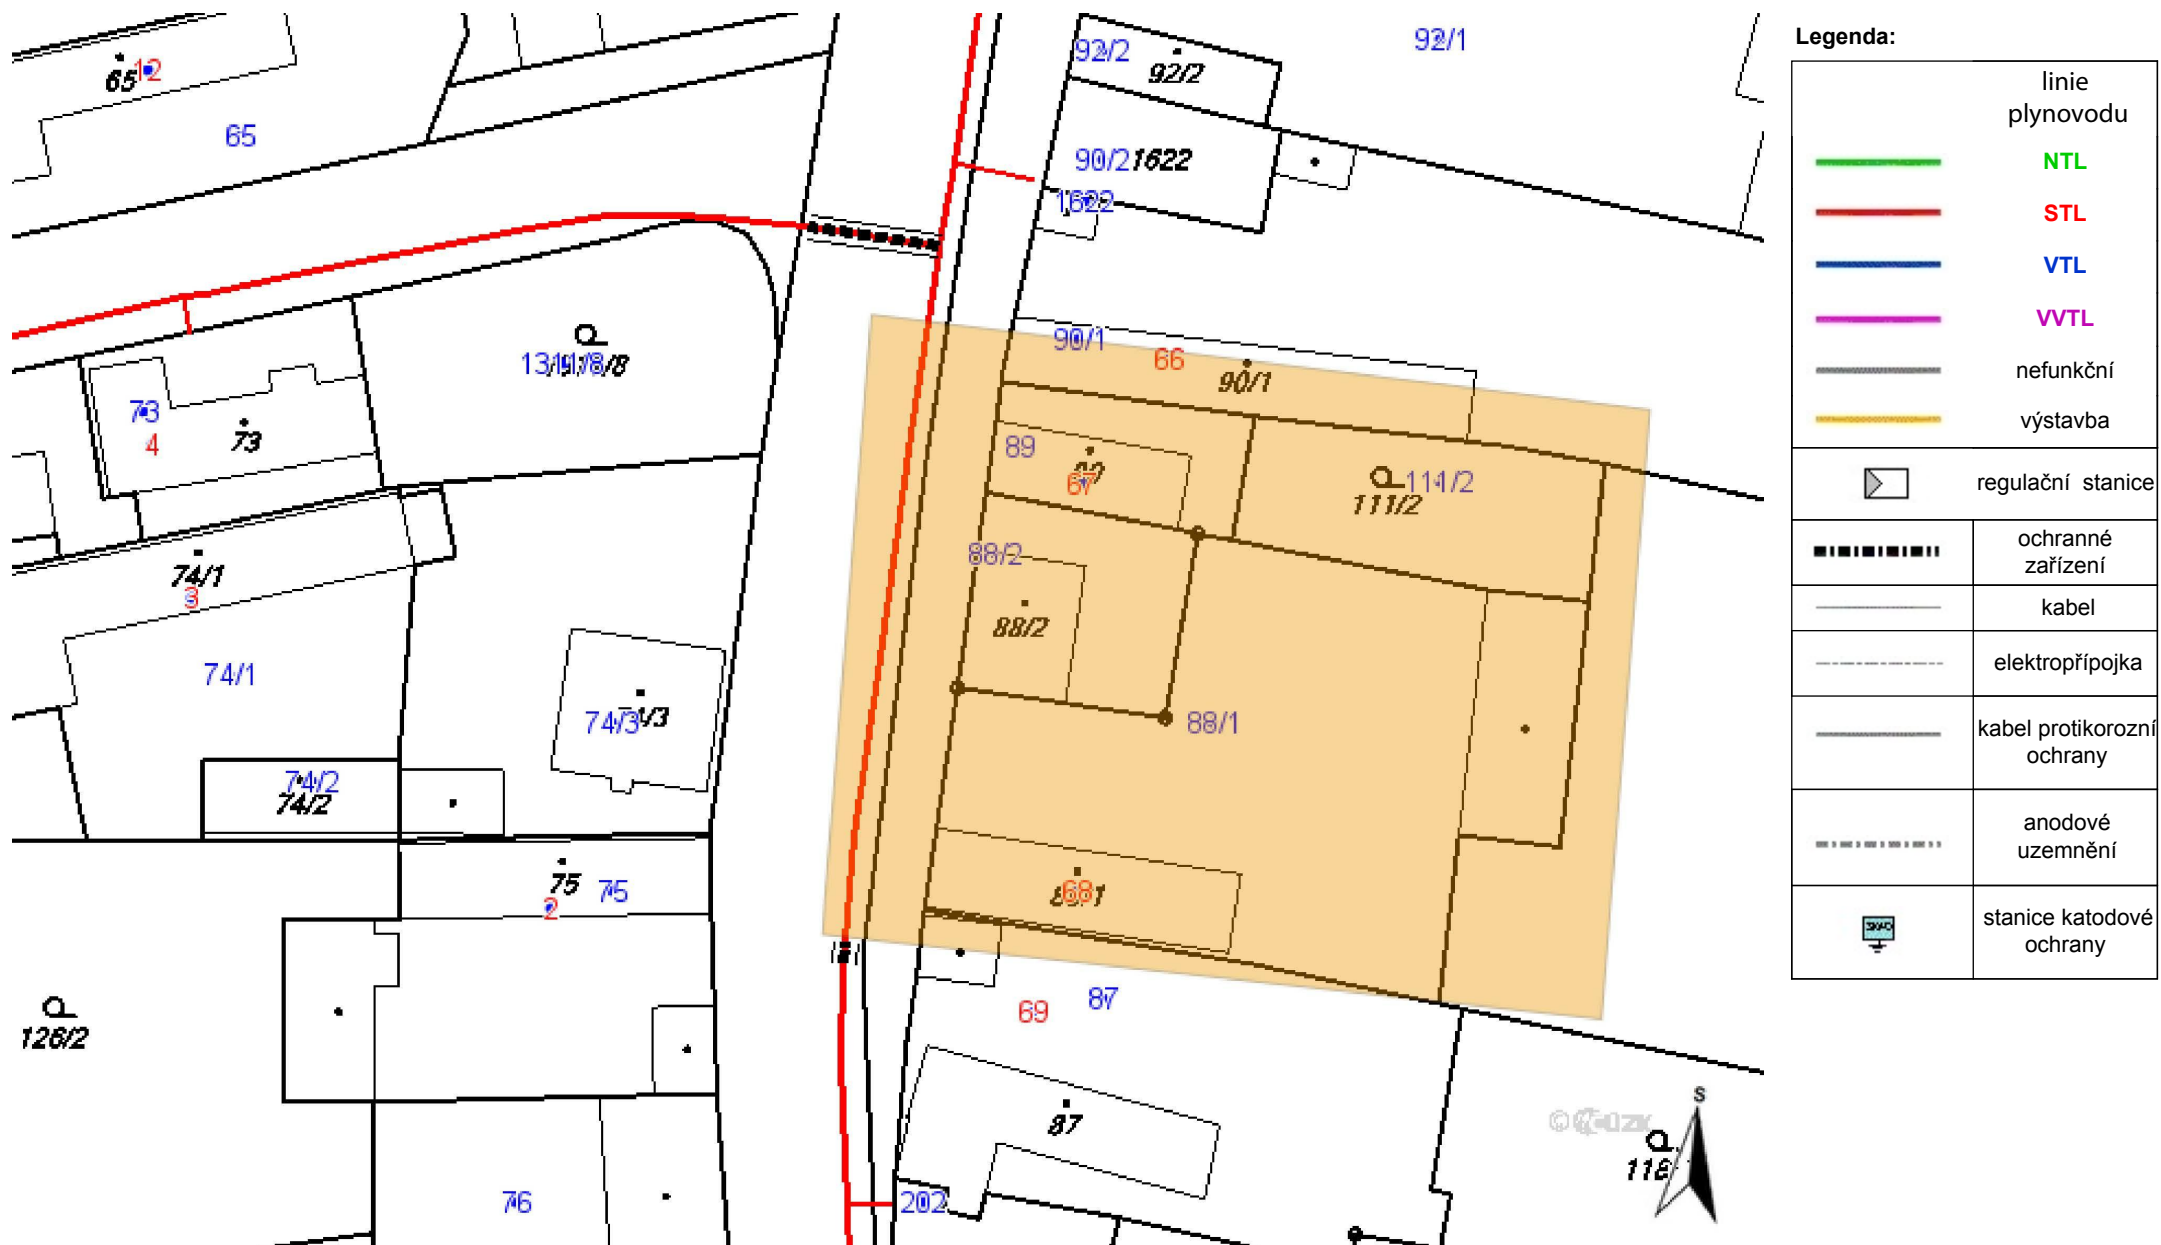 65
12
65
92/2
92/2
92/1
90/2
1622
1622
73
4
73
90/1
66
90/1
89
67
111/2
111/2
88/2
88/2
74/1
3
74/1
74/3
88/1
74/2
74/2
75
2
75
68
126/2
69
87
87
76
202
S
Legenda:
linie
plynovodu
NTL
STL
VTL
VVTL
nefunkční
výstavba
regulační stanice
ochranné
zařízení
kabel
elektropřípojka
kabel protikorozní
ochrany
anodové
uzemnění
stanice katodové
ochrany